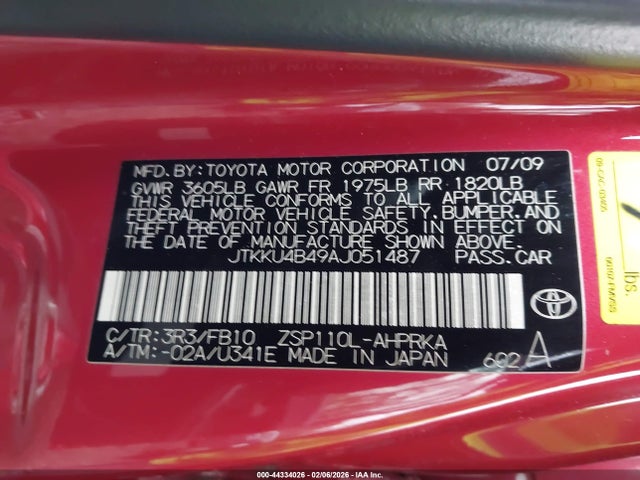 MFD. BY: TOYOTA MOTOR CORPORATION 07/09
GVWR 3605LB GAWR FR 1975LB RR 1820LB
THIS VEHICLE CONFORMS TO ALL APPLICABLE
FEDERAL MOTOR VEHICLE SAFETY, BUMPER, AND
THEFT PREVENTION STANDARDS IN EFFECT ON
THE DATE OF MANUFACTURE SHOWN ABOVE.
JTKKU4B49AJ051487 PASS. CAR
C/TR: 3R3/FB10 ZSP110L-AHPRKA
A/TM: -02A/U341E MADE IN JAPAN 602 A
lbs.
000-44334026 | 02/06/2026 | IAA Inc.